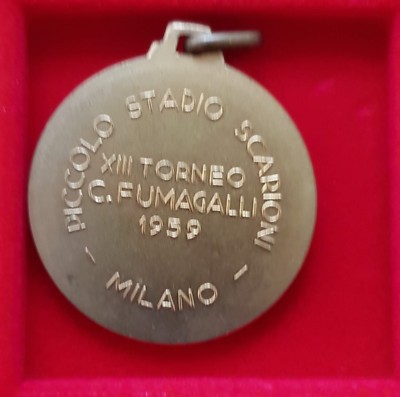 PICCOLO STADIO SCARIONI
XIII TORNEO
C. FUMAGALLI
1959
- MILANO -